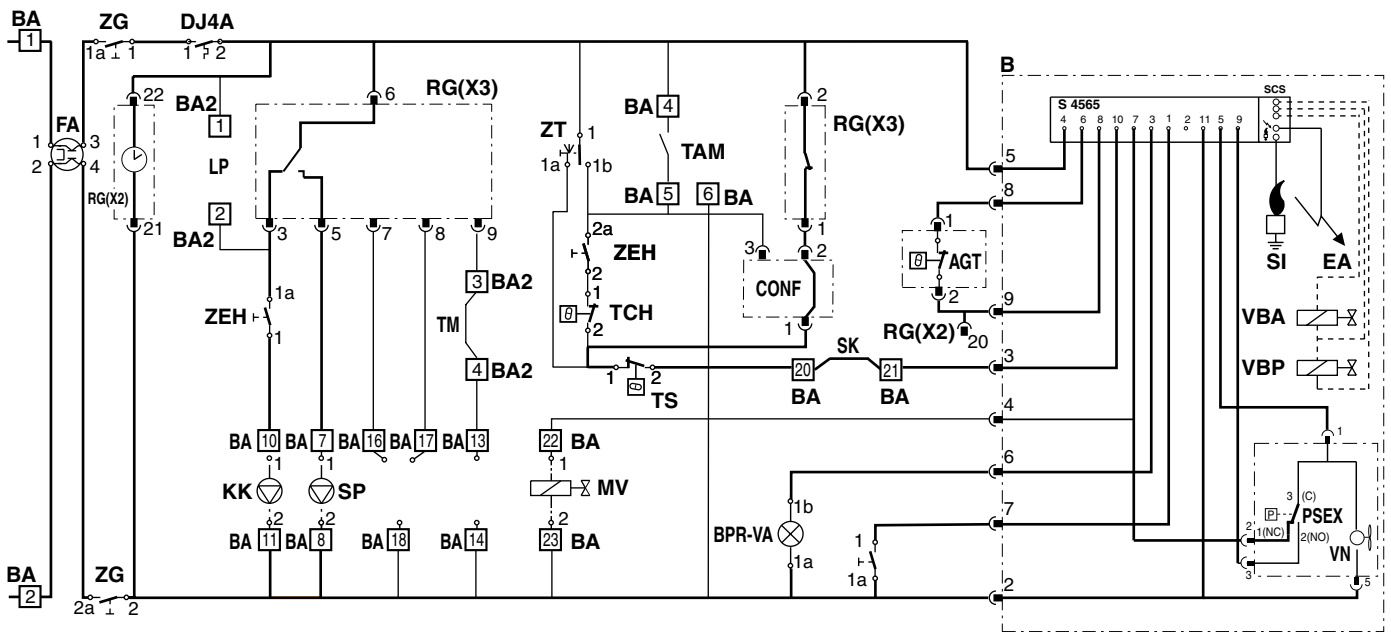 BA ZG DJ4A
1 1a 1 1 2
B
22 BA2 6 RG(X3) BA 4 2 SCS
S 4565
4 6 8 10 7 3 1 2 11 5 9
FA 1 ZT 1 RG(X3)
1 3 1a 1b TAM 5
2 4 LP BA 5 6 BA 8
RG(X2)
2 1 1
21 BA2 3 5 7 8 9 2a 3 2 AGT SI EA
ZEH θ
3 BA2 2 CONF 2 9
1a 1 VBA
ZEH TM θ TCH RG(X2) 20
1 2 1 SK 3 VBP
4 BA2 1 2 20 21
θ TS BA BA 4
BA 10 BA 7 BA 16 BA 17 BA 13 22 BA 1
1 1 1 6
KK SP MV 1b 3 (C)
7 P PSEX
2 2 2 BPR-VA 1 2 1(NC) 2(NO) VN
BA 11 BA 8 BA 18 BA 14 23 BA 1a 3
BA ZG 1a 2 5
2 2a 2